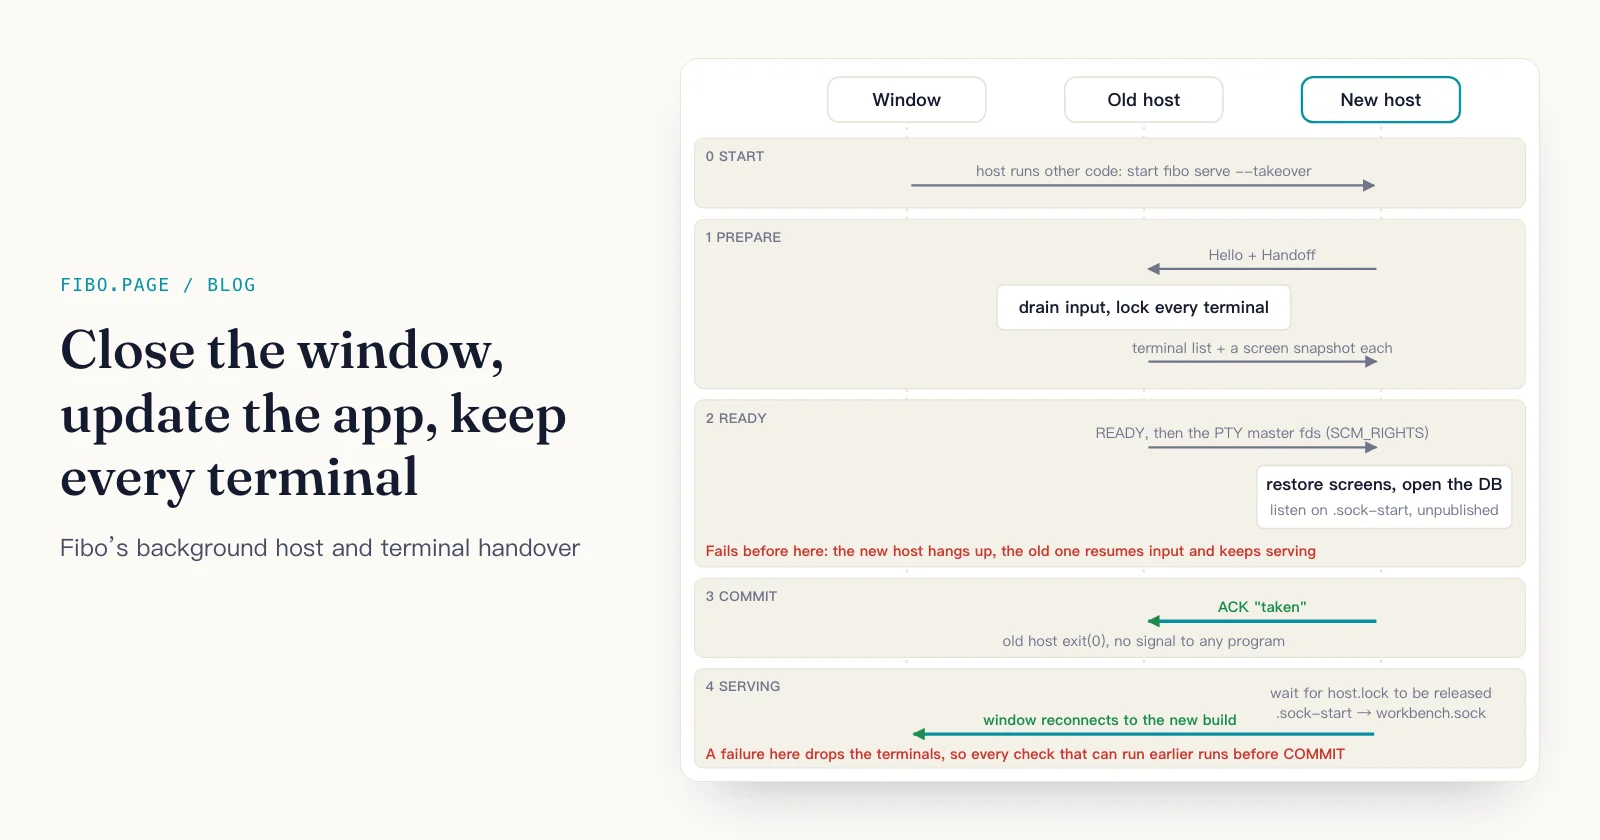 FIBO.PAGE / BLOG
Close the window,
update the app, keep
every terminal
Fibo’s background host and terminal handover
Window
Old host
New host
0 START
host runs other code: start fibo serve --takeover
1 PREPARE
Hello + Handoff
drain input, lock every terminal
terminal list + a screen snapshot each
2 READY
READY, then the PTY master fds (SCM_RIGHTS)
restore screens, open the DB
listen on .sock-start, unpublished
Fails before here: the new host hangs up, the old one resumes input and keeps serving
3 COMMIT
ACK "taken"
old host exit(0), no signal to any program
4 SERVING
wait for host.lock to be released
.sock-start → workbench.sock
window reconnects to the new build
A failure here drops the terminals, so every check that can run earlier runs before COMMIT